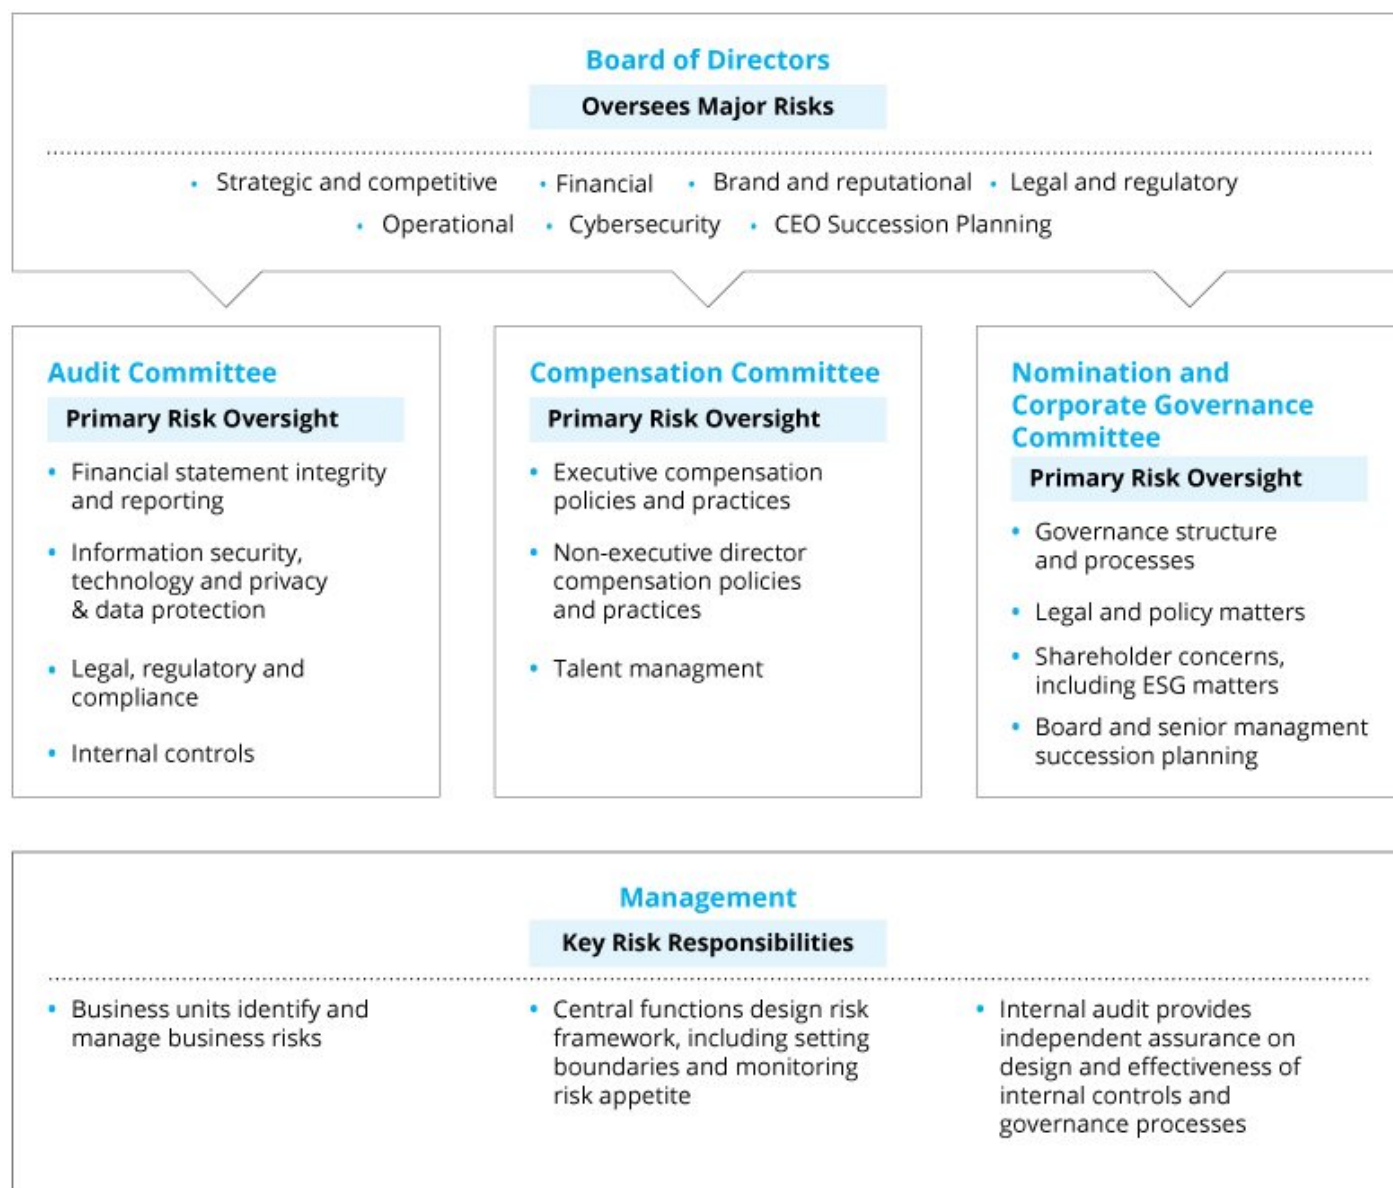 Board of Directors
Oversees Major Risks
• Strategic and competitive • Financial • Brand and reputational • Legal and regulatory
• Operational • Cybersecurity • CEO Succession Planning
Audit Committee
Primary Risk Oversight
• Financial statement integrity
and reporting
• Information security,
technology and privacy
& data protection
• Legal, regulatory and
compliance
• Internal controls
Compensation Committee
Primary Risk Oversight
• Executive compensation
policies and practices
• Non-executive director
compensation policies
and practices
• Talent managment
Nomination and
Corporate Governance
Committee
Primary Risk Oversight
• Governance structure
and processes
• Legal and policy matters
• Shareholder concerns,
including ESG matters
• Board and senior managment
succession planning
Management
Key Risk Responsibilities
• Business units identify and
manage business risks
• Central functions design risk
framework, including setting
boundaries and monitoring
risk appetite
• Internal audit provides
independent assurance on
design and effectiveness of
internal controls and
governance processes